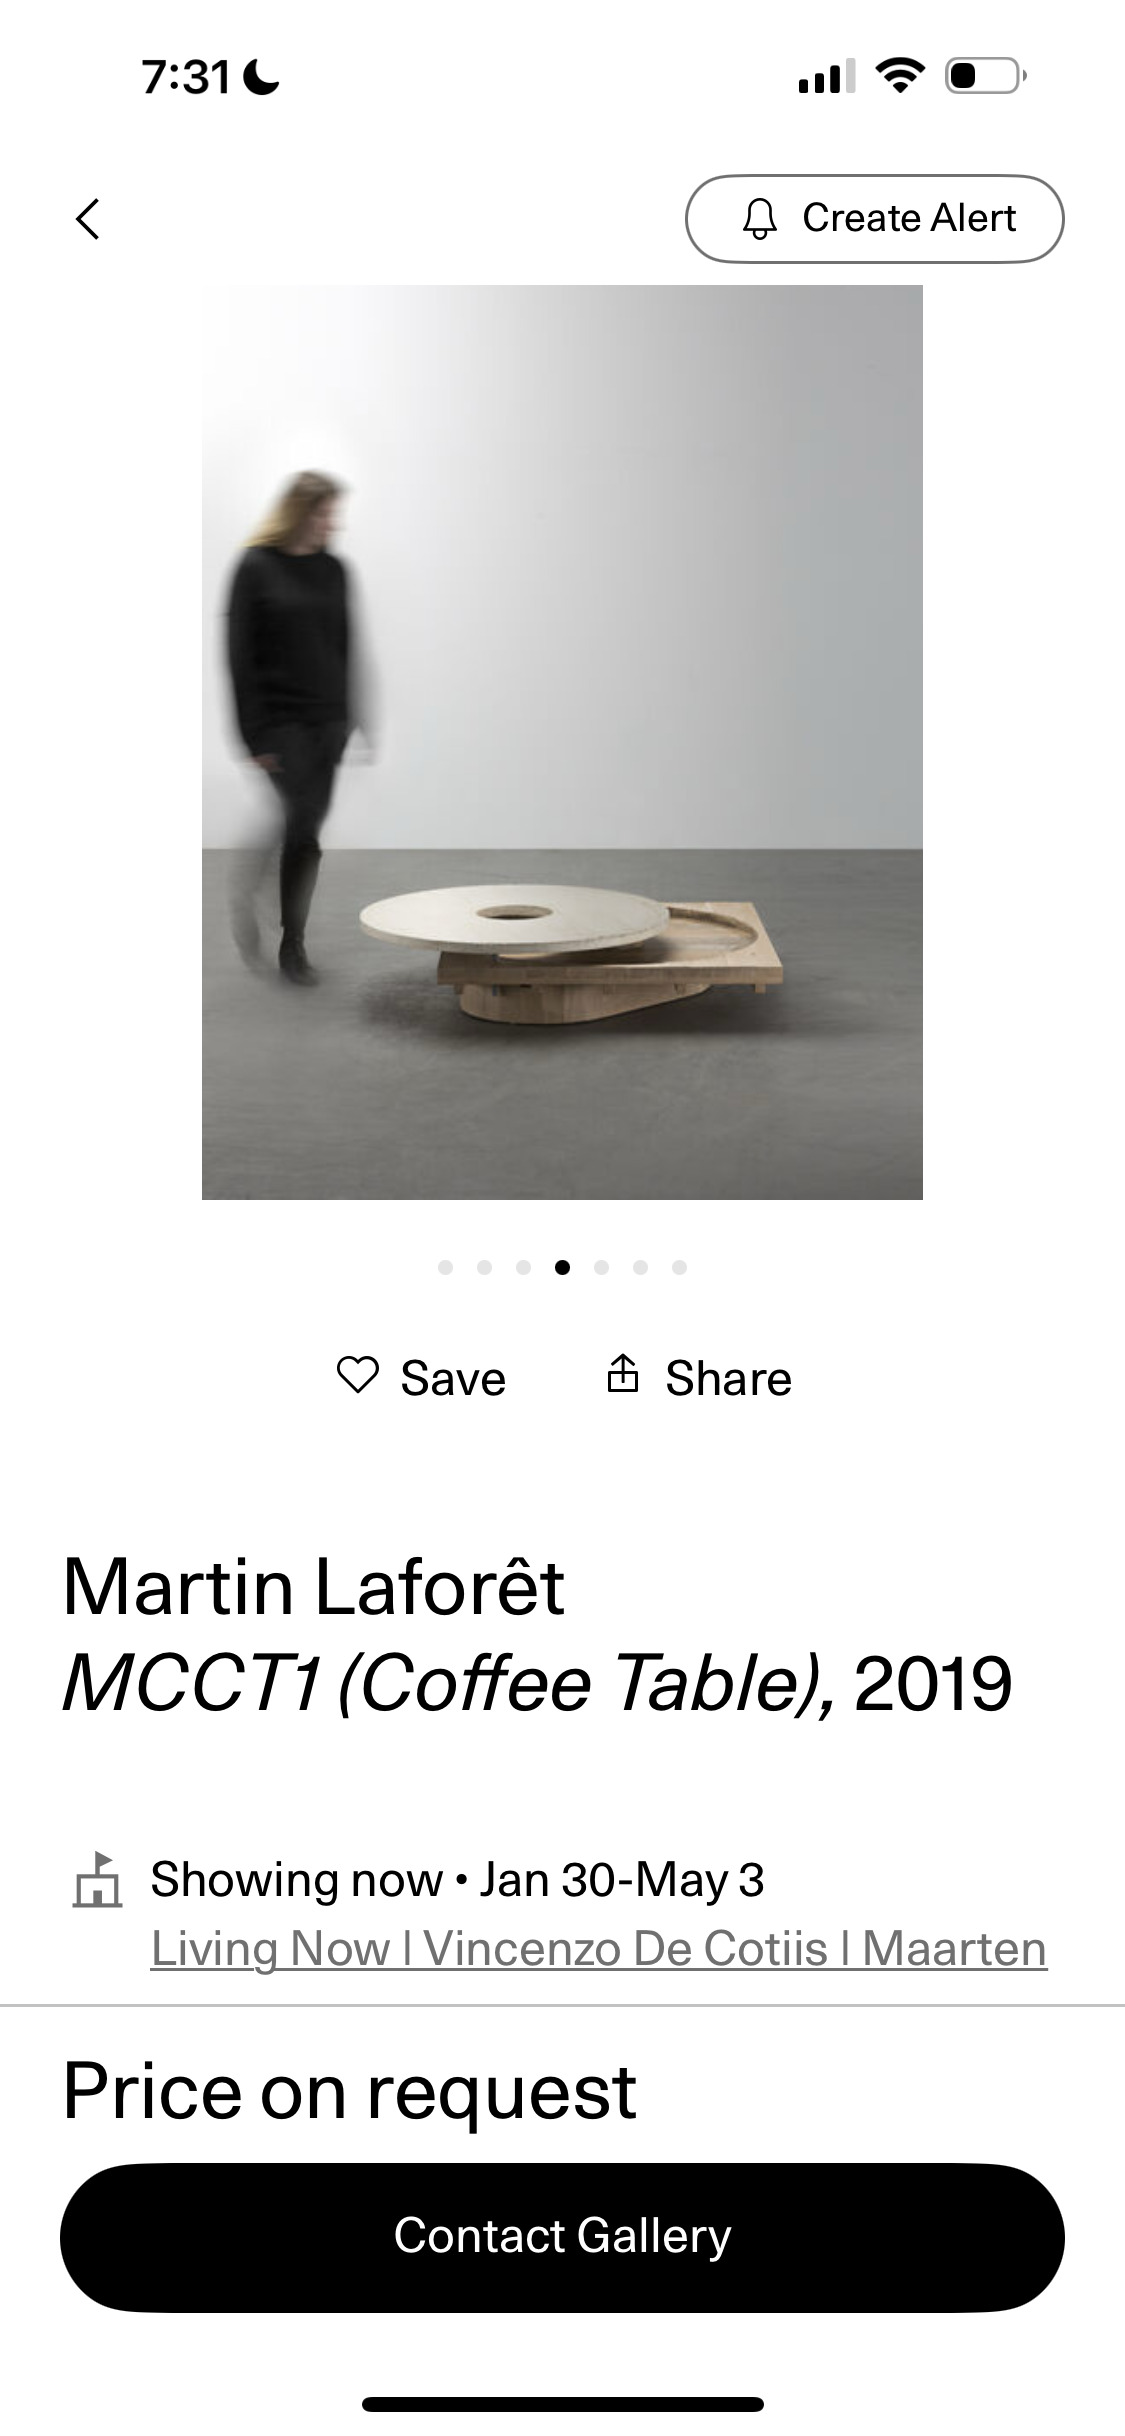 7:31
Create Alert
Save
Share
Martin Laforêt
MCCT1 (Coffee Table), 2019
Showing now • Jan 30-May 3
Living Now | Vincenzo De Cotiis | Maarten
Price on request
Contact Gallery